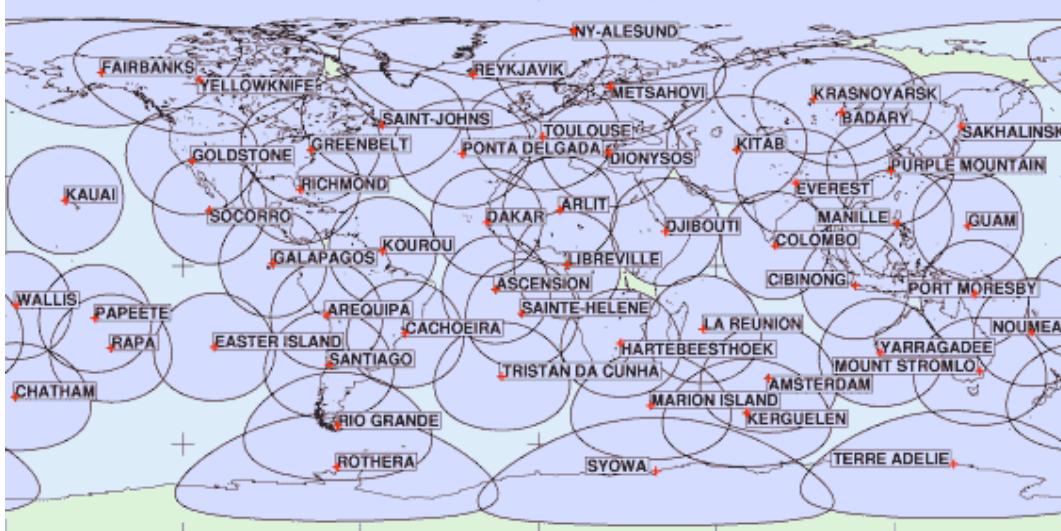 NY-ALESUND
FAIRBANKS
REYKJAVIK
YELLOWKNIFE
METSAHOVI
KRASNOYARSK
BADARY
SAINT-JOHNS
SAKHALINSK
TOULOUSE
GREENBELT
PONTA DELGADA
KITAB
GOLDSTONE
DIONYSOS
PURPLE MOUNTAIN
RICHMOND
EVEREST
KAUAI
ARLIT
SOCORRO
DAKAR
MANILLE
GUAM
DJIBOUTI
KOUROU
COLOMBO
GALAPAGOS
LIBREVILLE
CIBINONG
ASCENSION
PORT MORESBY
WALLIS
PAPEETE
AREQUIPA
SAINTE-HELENE
CACHOEIRA
LA REUNION
NOUMEA
RAPA
EASTER ISLAND
HARTEBEESTHOEK
YARRAGADEE
SANTIAGO
MOUNT STROMLO
TRISTAN DA CUNHA
AMSTERDAM
CHATHAM
MARION ISLAND
KERGUELEN
RIO GRANDE
ROTHERA
SYOWA
TERRE ADELIE